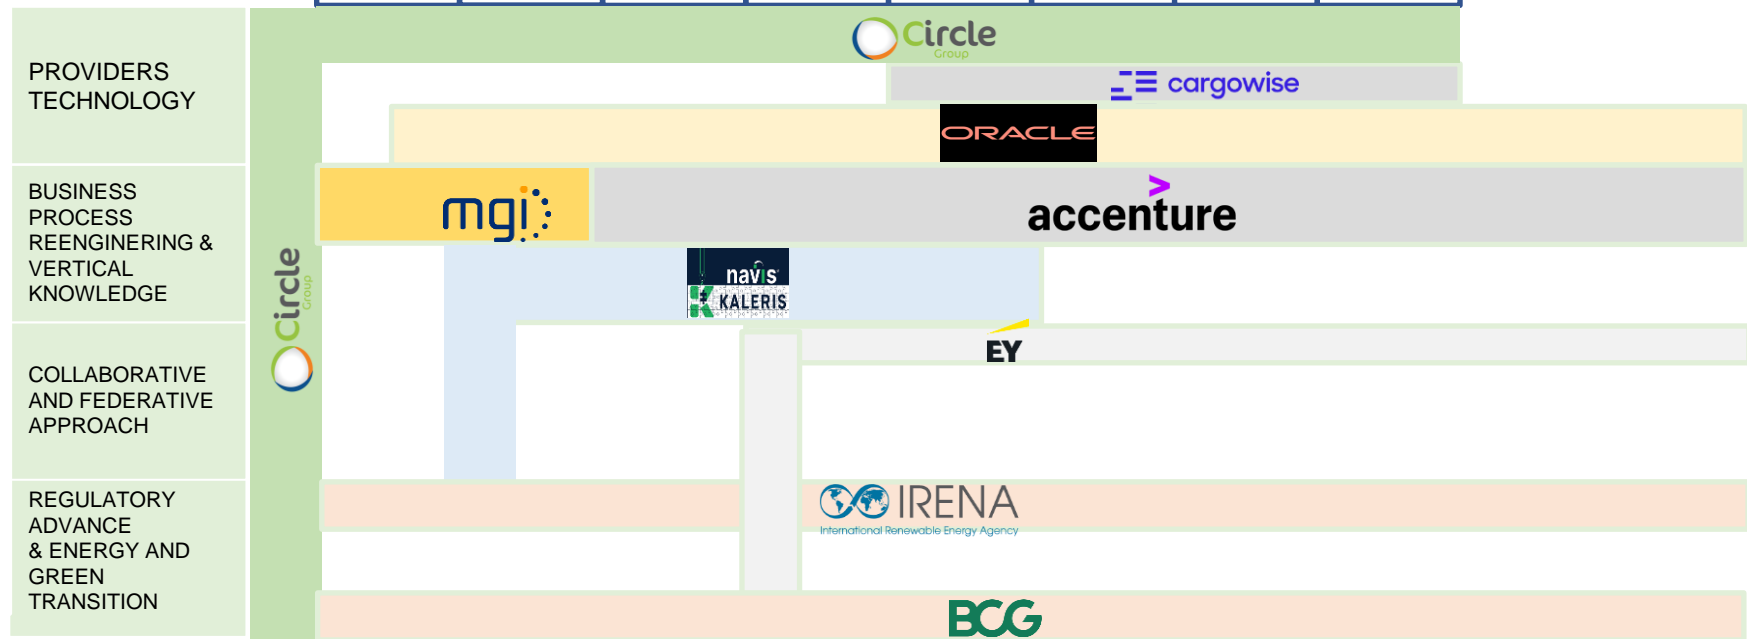 Circle
Group
PROVIDERS
TECHNOLOGY
cargowise
ORACLE
BUSINESS
PROCESS
REENGINERING &
VERTICAL
KNOWLEDGE
mgi
accenture
Circle
Group
navis
KALERIS
EY
COLLABORATIVE
AND FEDERATIVE
APPROACH
REGULATORY
ADVANCE
& ENERGY AND
GREEN
TRANSITION
IRENA
International Renewable Energy Agency
BCG